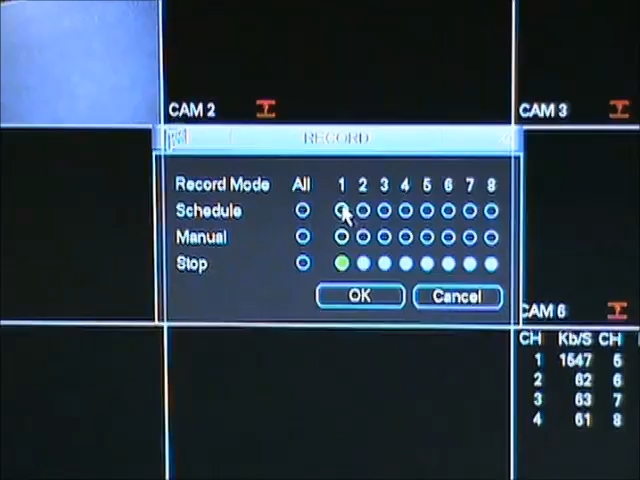 CAM 2
CAM 3
RECORD
Record Mode All 1 2 3 4 5 6 7 8
Schedule
Manual
Stop
OK Cancel
CAM 6
CH Kb/S CH
1 1547 5
2 62 6
3 63 7
4 61 8